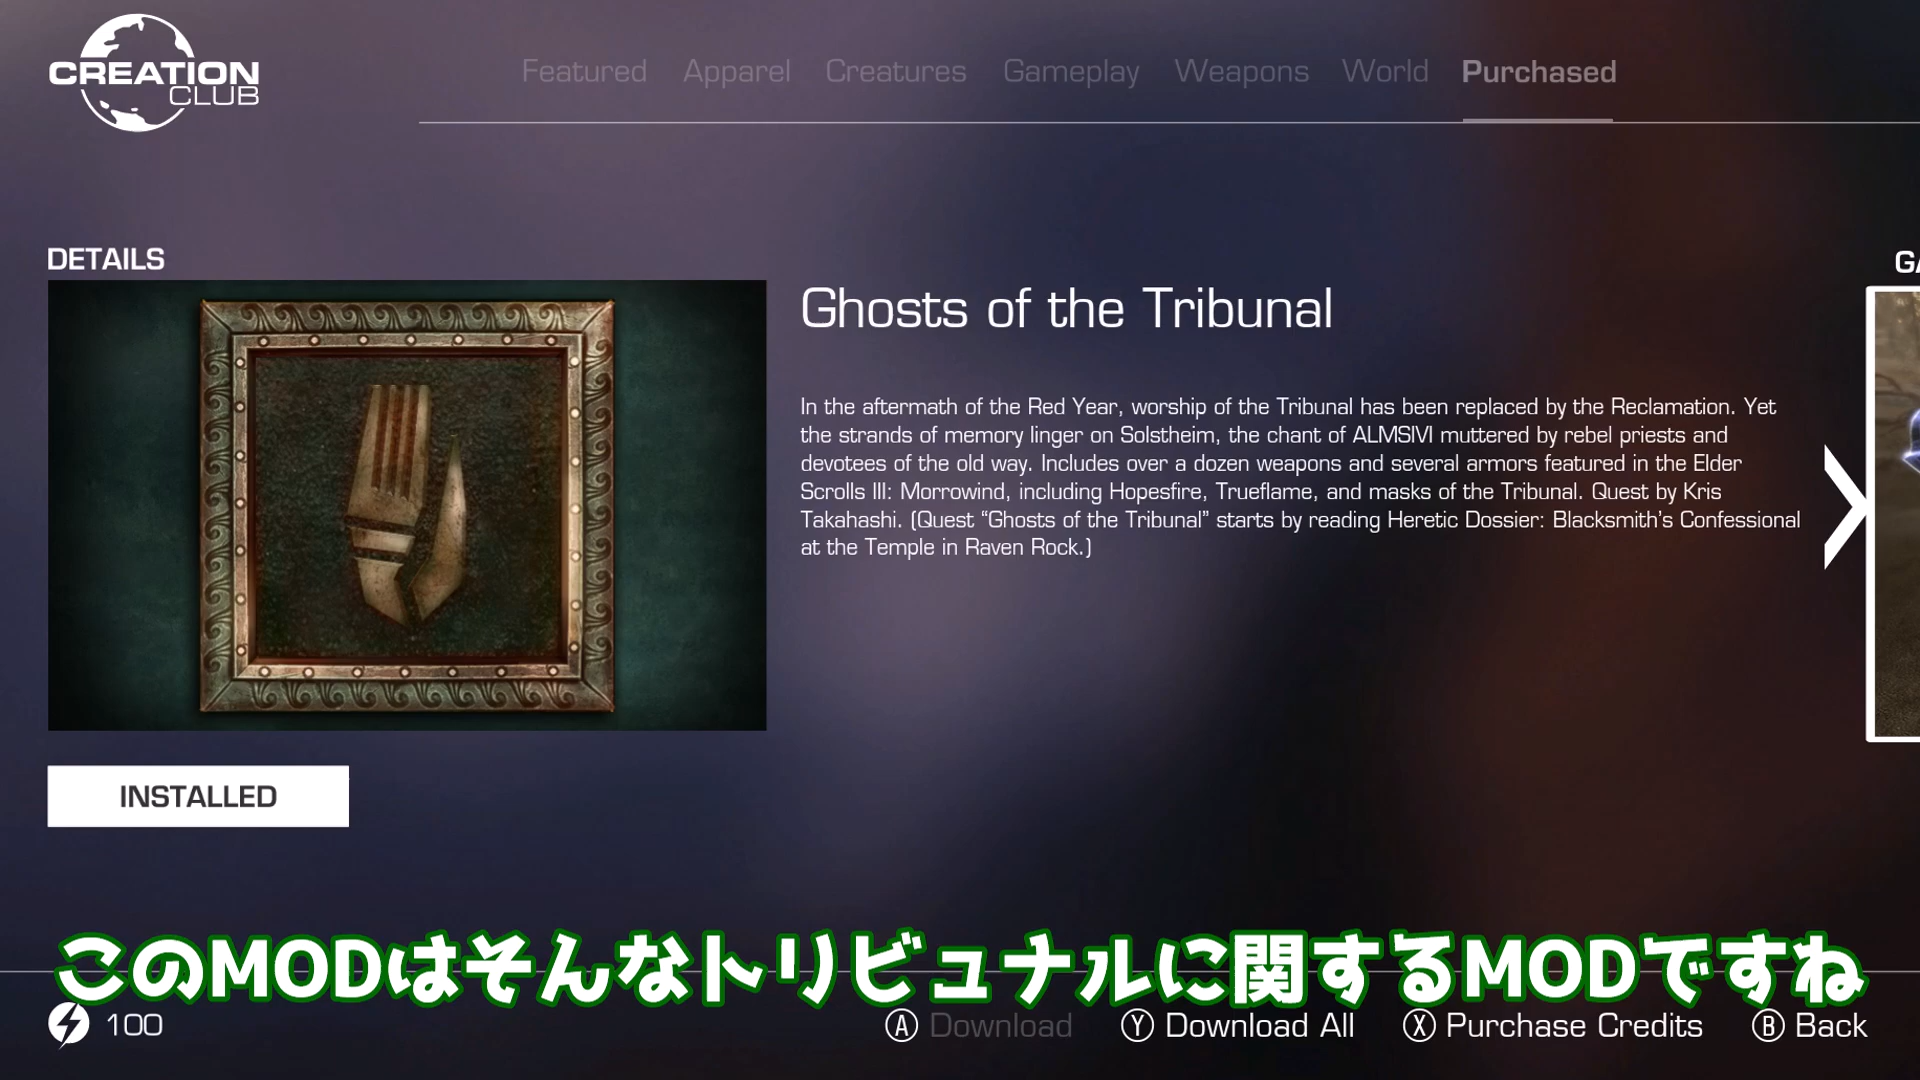 CREATION
CLUB
Featured Apparel Creatures Gameplay Weapons World Purchased
DETAILS
GA
Ghosts of the Tribunal
In the aftermath of the Red Year, worship of the Tribunal has been replaced by the Reclamation. Yet
the strands of memory linger on Solstheim, the chant of ALMSIVI muttered by rebel priests and
devotees of the old way. Includes over a dozen weapons and several armors featured in the Elder
Scrolls III: Morrowind, including Hopesfire, Trueflame, and masks of the Tribunal. Quest by Kris
Takahashi. (Quest “Ghosts of the Tribunal” starts by reading Heretic Dossier: Blacksmith’s Confessional
at the Temple in Raven Rock.)
INSTALLED
このMODはそんなトリビュナルに関するMODですね
100
A Download Y Download All X Purchase Credits B Back